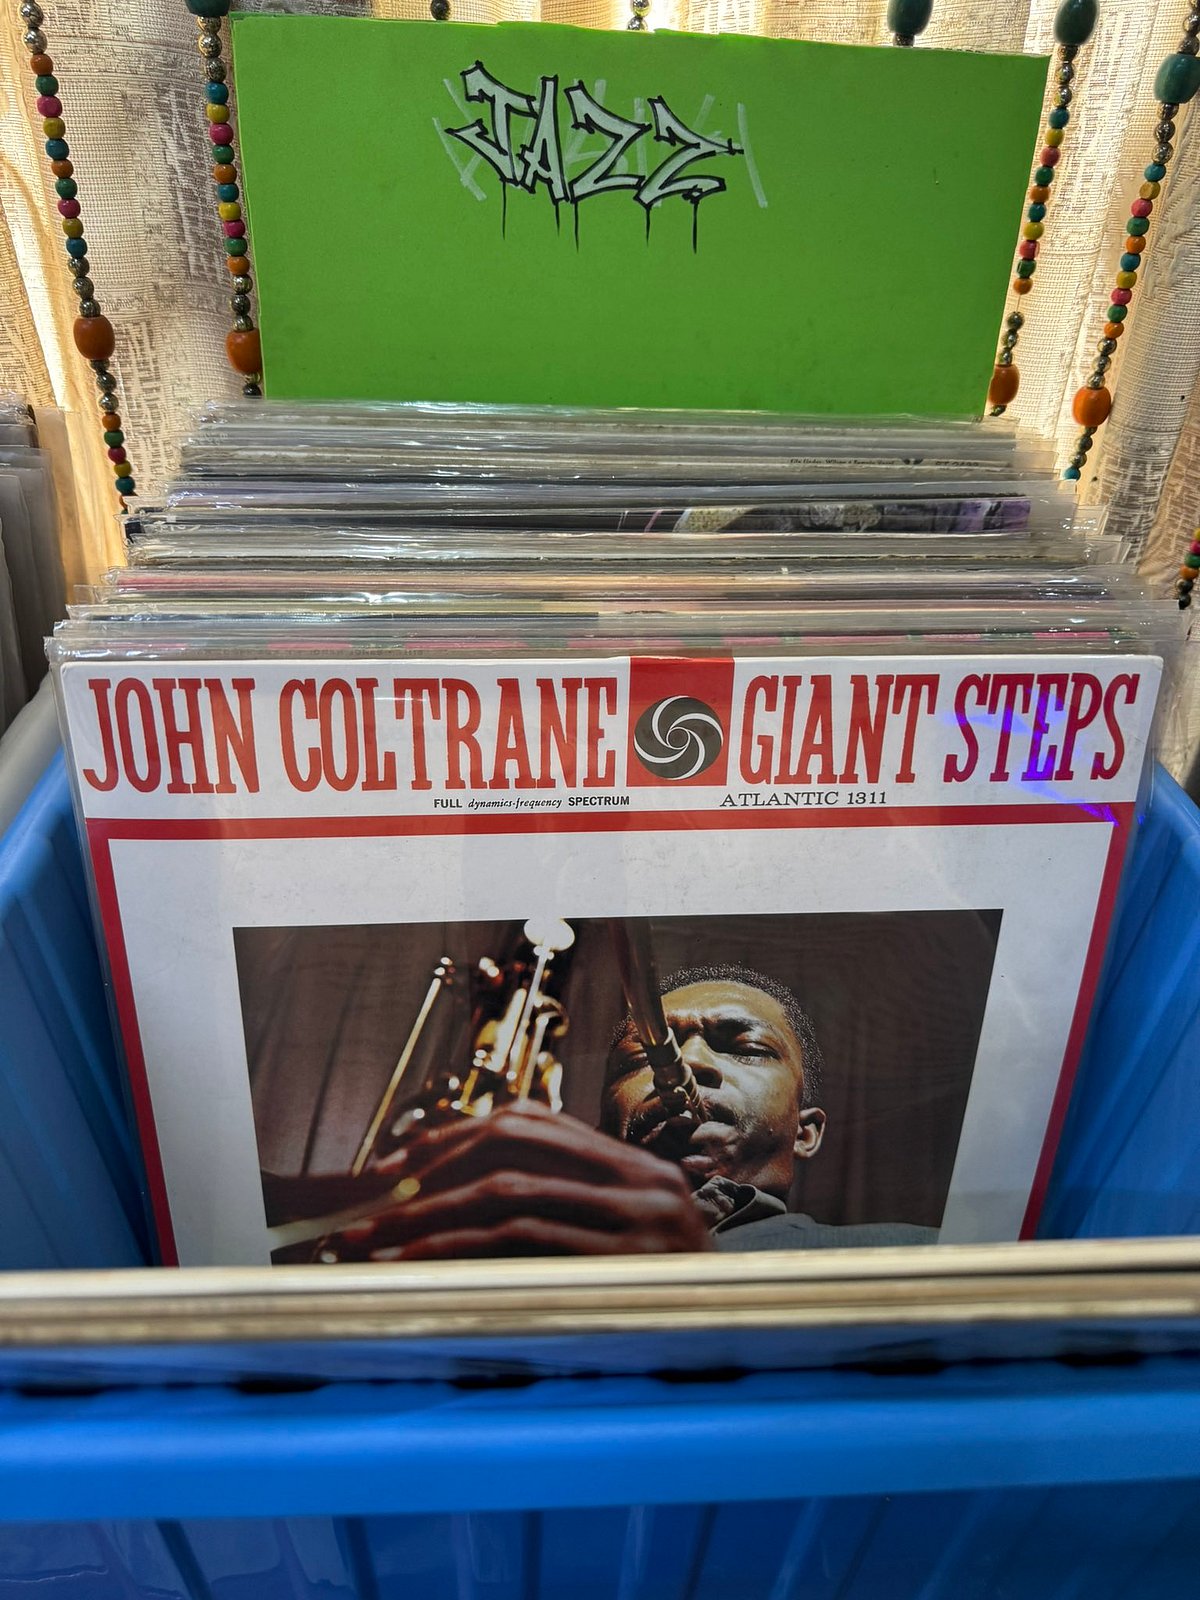 JAZZ
JOHN COLTRANE GIANT STEPS
FULL dynamics-frequency SPECTRUM ATLANTIC 1311